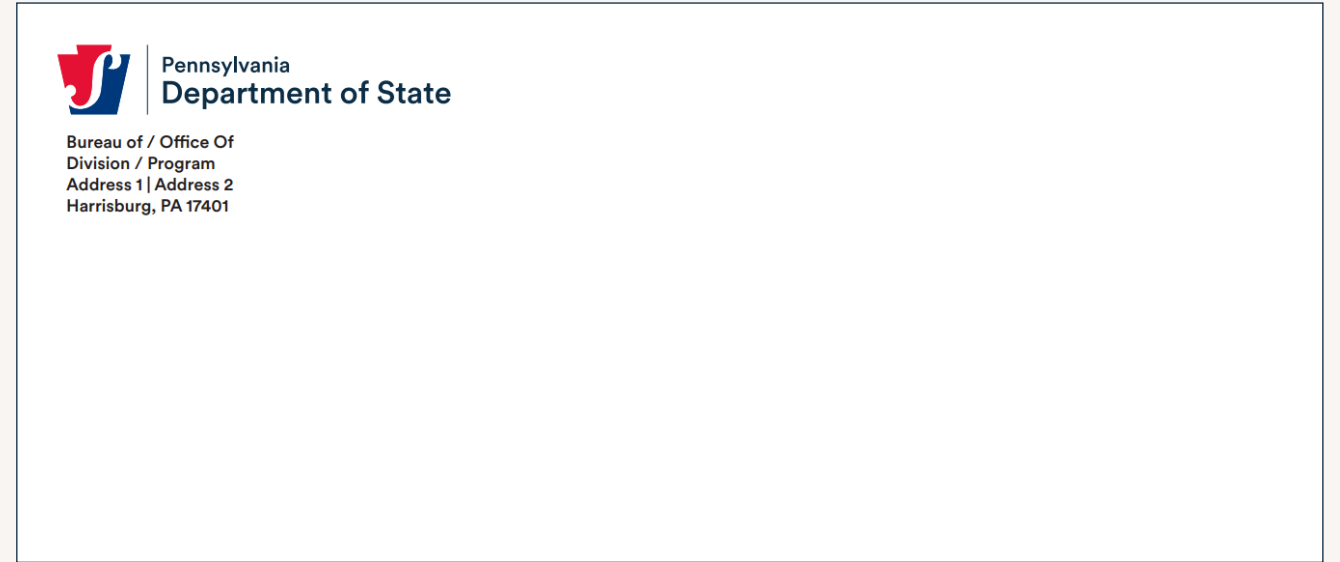 Pennsylvania
Department of State
Bureau of / Office Of
Division / Program
Address 1 | Address 2
Harrisburg, PA 17401